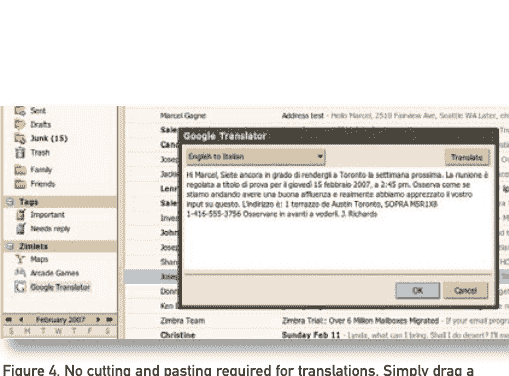 Sent
Drafts
Junk (15)
Trash
Family
Friends
Tags
Important
Needs reply
Zimlets
Maps
Arcade Games
Google Translator
February 2007
S M T W T F S
Marcel Gagne Address test - Hello Marcel, 2510 Fairview Ave, Seattle WA Later,
Google Translator
English to Italian Translate
Hi Marcel, Siete ancora in grado di rendergli a Toronto la settimana prossima. La riunione è
regolata a titolo di prova per il giovedì 15 febbraio 2007, a 2:45 pm. Osserva come se
stiamo andando avere una buona affluenza e realmente abbiamo apprezzato il vostro
input su questo. L'indirizzo è: 1 terrazzo de Austin Toronto, SOPRA M5R1X8
1-416-555-3756 Osservare in avanti a vederli. J. Richards
OK Cancel
Zimbra Team Zimbra Trial: Over 6 Million Mailboxes Migrated - If your email
Christine Sunday Feb 11 - Lynda, what can I bring. Shall I do desert?
Figure 4. No cutting and pasting required for translations. Simply drag a